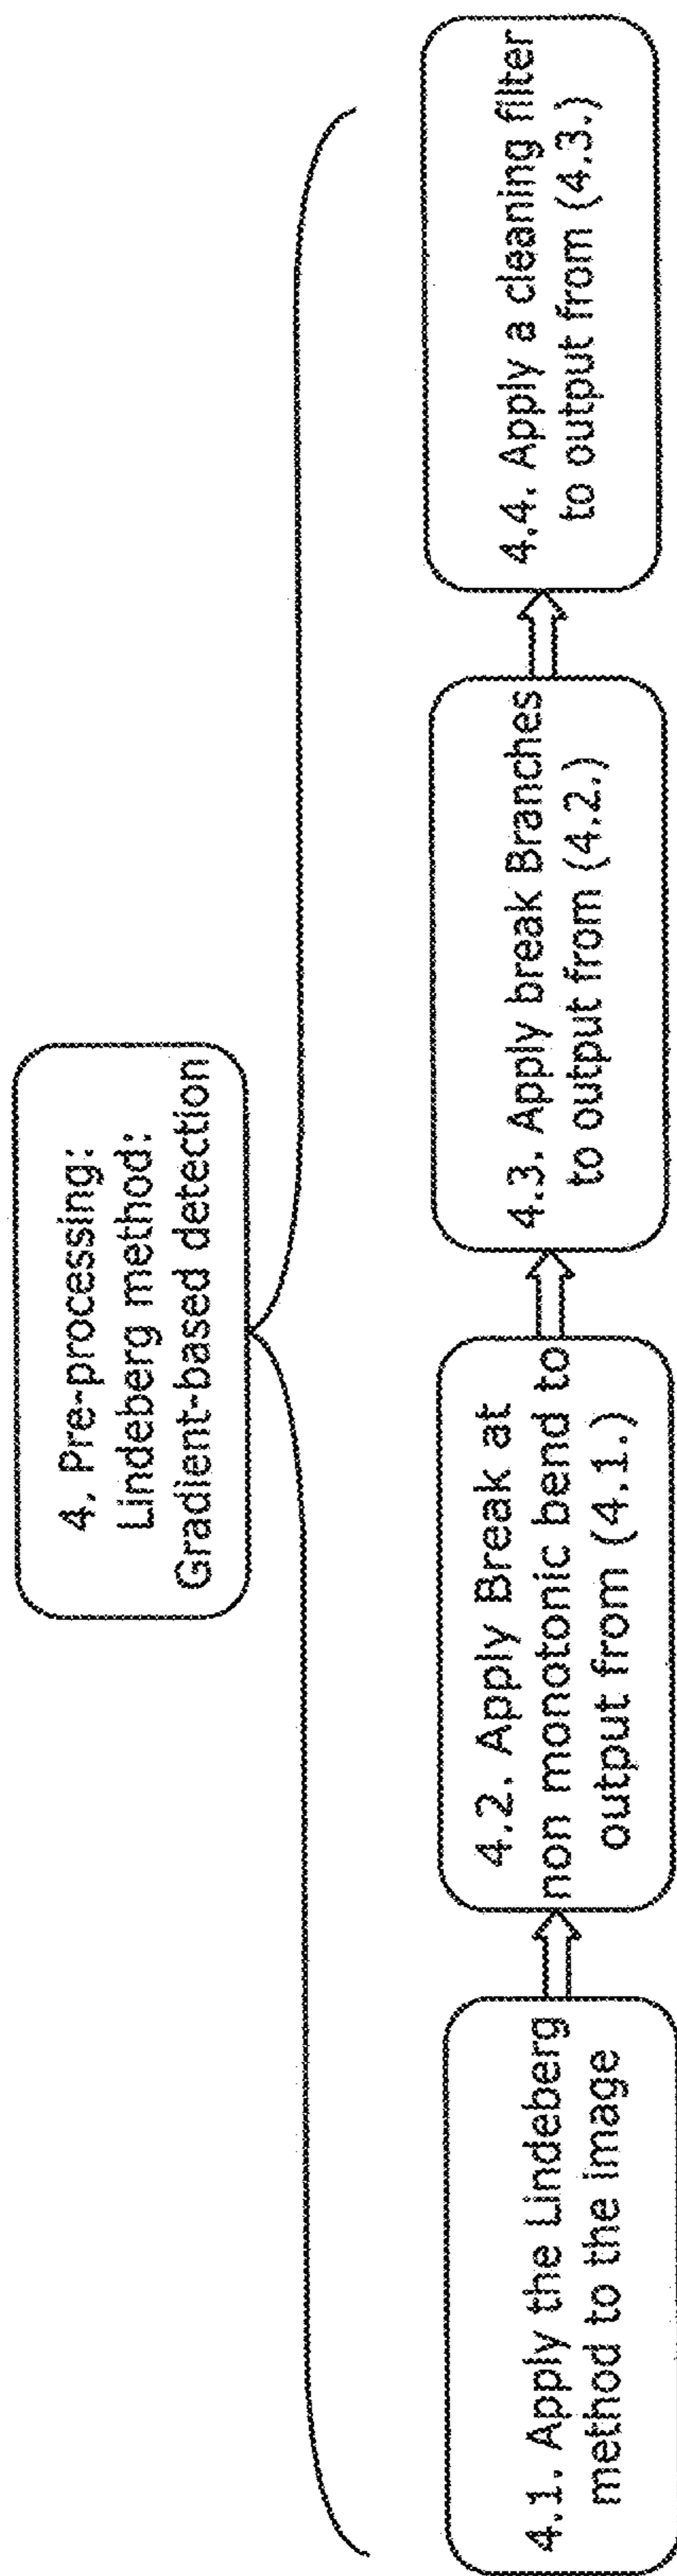 4. Pre-processing:
Lindeberg method:
Gradient-based detection
4.1. Apply the Lindeberg
method to the image
4.2. Apply Break at
non monotonic bend to
output from (4.1.)
4.3. Apply break Branches
to output from (4.2.)
4.4. Apply a cleaning filter
to output from (4.3.)